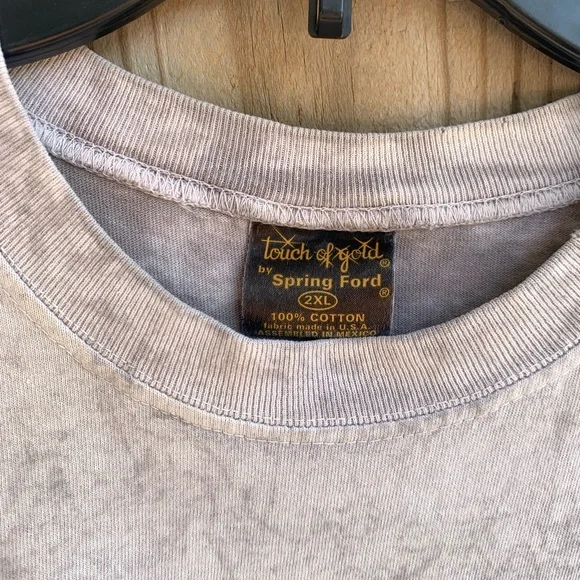 touch of gold®
by
Spring Ford®
2XL
100% COTTON
fabric made in U.S.A.
ASSEMBLED IN MEXICO